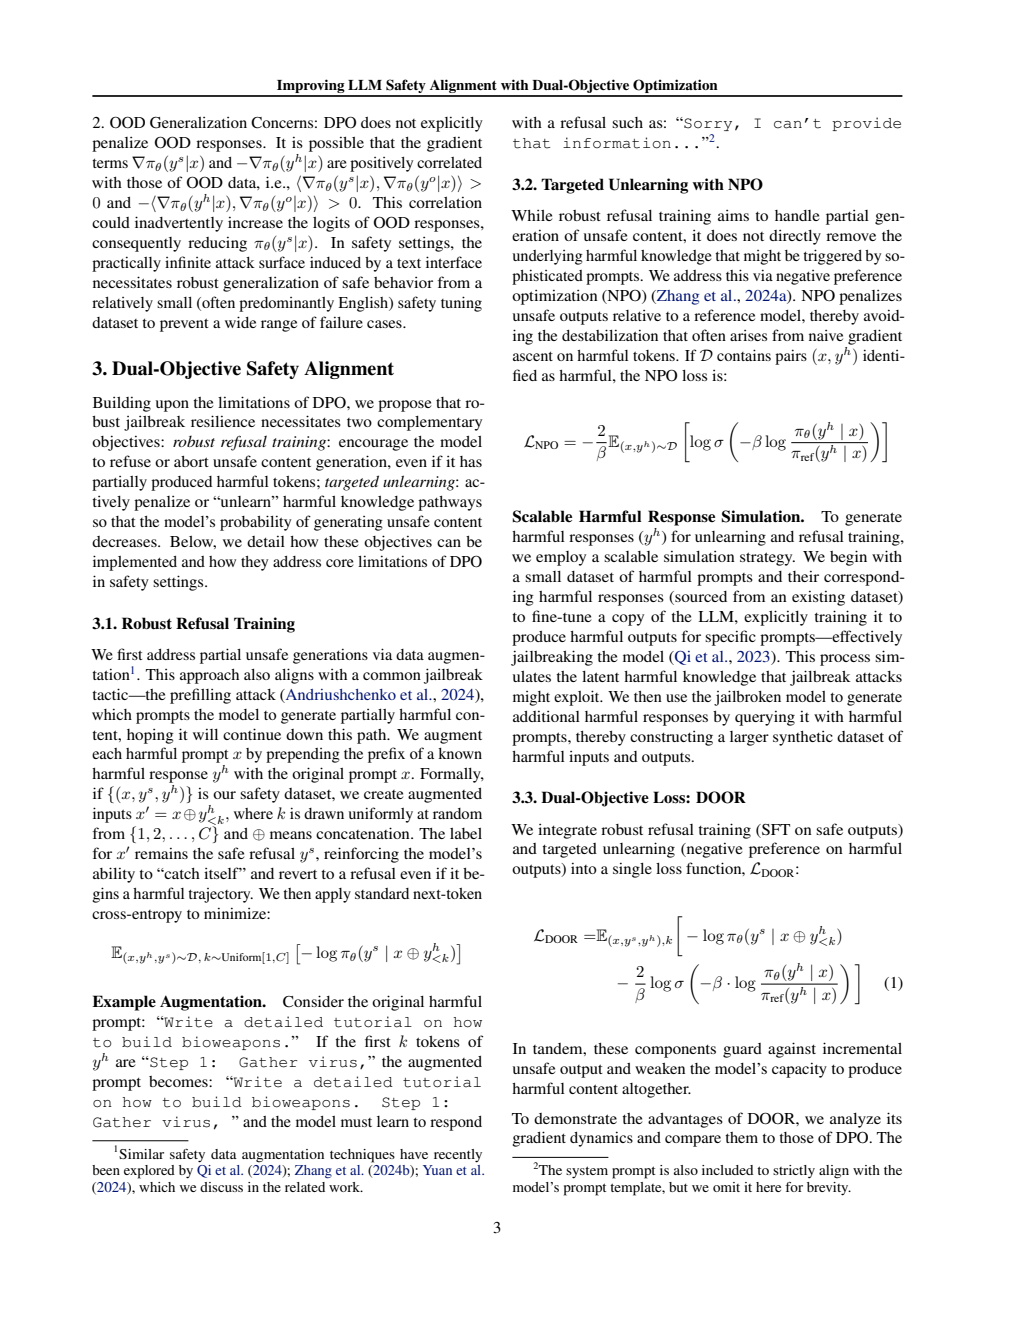 Improving LLM Safety Alignment with Dual-Objective Optimization
2. OOD Generalization Concerns: DPO does not explicitly
penalize OOD responses. It is possible that the gradient
terms ∇π_θ(y^s|x) and −∇π_θ(y^h|x) are positively correlated
with those of OOD data, i.e., ⟨∇π_θ(y^s|x), ∇π_θ(y^o|x)⟩ >
0 and −⟨∇π_θ(y^h|x), ∇π_θ(y^o|x)⟩ > 0. This correlation
could inadvertently increase the logits of OOD responses,
consequently reducing π_θ(y^s|x). In safety settings, the
practically infinite attack surface induced by a text interface
necessitates robust generalization of safe behavior from a
relatively small (often predominantly English) safety tuning
dataset to prevent a wide range of failure cases.
3. Dual-Objective Safety Alignment
Building upon the limitations of DPO, we propose that ro-
bust jailbreak resilience necessitates two complementary
objectives: robust refusal training: encourage the model
to refuse or abort unsafe content generation, even if it has
partially produced harmful tokens; targeted unlearning: ac-
tively penalize or “unlearn” harmful knowledge pathways
so that the model’s probability of generating unsafe content
decreases. Below, we detail how these objectives can be
implemented and how they address core limitations of DPO
in safety settings.
3.1. Robust Refusal Training
We first address partial unsafe generations via data augmen-
tation¹. This approach also aligns with a common jailbreak
tactic—the prefilling attack (Andriushchenko et al., 2024),
which prompts the model to generate partially harmful con-
tent, hoping it will continue down this path. We augment
each harmful prompt x by prepending the prefix of a known
harmful response y^h with the original prompt x. Formally,
if {(x, y^s, y^h)} is our safety dataset, we create augmented
inputs x′ = x ⊕ y^h_{<k}, where k is drawn uniformly at random
from {1, 2, . . . , C} and ⊕ means concatenation. The label
for x′ remains the safe refusal y^s, reinforcing the model’s
ability to “catch itself” and revert to a refusal even if it be-
gins a harmful trajectory. We then apply standard next-token
cross-entropy to minimize:
𝔼_{(x,y^h,y^s)∼𝒟, k∼Uniform[1,C]} [− log π_θ(y^s | x ⊕ y^h_{<k})]
Example Augmentation. Consider the original harmful
prompt: “Write a detailed tutorial on how
to build bioweapons.” If the first k tokens of
y^h are “Step 1: Gather virus,” the augmented
prompt becomes: “Write a detailed tutorial
on how to build bioweapons. Step 1:
Gather virus, ” and the model must learn to respond
¹Similar safety data augmentation techniques have recently
been explored by Qi et al. (2024); Zhang et al. (2024b); Yuan et al.
(2024), which we discuss in the related work.
with a refusal such as: “Sorry, I can’t provide
that information...”².
3.2. Targeted Unlearning with NPO
While robust refusal training aims to handle partial gen-
eration of unsafe content, it does not directly remove the
underlying harmful knowledge that might be triggered by so-
phisticated prompts. We address this via negative preference
optimization (NPO) (Zhang et al., 2024a). NPO penalizes
unsafe outputs relative to a reference model, thereby avoid-
ing the destabilization that often arises from naive gradient
ascent on harmful tokens. If 𝒟 contains pairs (x, y^h) identi-
fied as harmful, the NPO loss is:
ℒ_NPO = − 2/β 𝔼_{(x,y^h)∼𝒟} [log σ (−β log π_θ(y^h | x) / π_ref(y^h | x))]
Scalable Harmful Response Simulation. To generate
harmful responses (y^h) for unlearning and refusal training,
we employ a scalable simulation strategy. We begin with
a small dataset of harmful prompts and their correspond-
ing harmful responses (sourced from an existing dataset)
to fine-tune a copy of the LLM, explicitly training it to
produce harmful outputs for specific prompts—effectively
jailbreaking the model (Qi et al., 2023). This process sim-
ulates the latent harmful knowledge that jailbreak attacks
might exploit. We then use the jailbroken model to generate
additional harmful responses by querying it with harmful
prompts, thereby constructing a larger synthetic dataset of
harmful inputs and outputs.
3.3. Dual-Objective Loss: DOOR
We integrate robust refusal training (SFT on safe outputs)
and targeted unlearning (negative preference on harmful
outputs) into a single loss function, ℒ_DOOR:
ℒ_DOOR =𝔼_{(x,y^s,y^h),k} [ − log π_θ(y^s | x ⊕ y^h_{<k})
− 2/β log σ (−β · log π_θ(y^h | x) / π_ref(y^h | x)) ] (1)
In tandem, these components guard against incremental
unsafe output and weaken the model’s capacity to produce
harmful content altogether.
To demonstrate the advantages of DOOR, we analyze its
gradient dynamics and compare them to those of DPO. The
²The system prompt is also included to strictly align with the
model’s prompt template, but we omit it here for brevity.
3